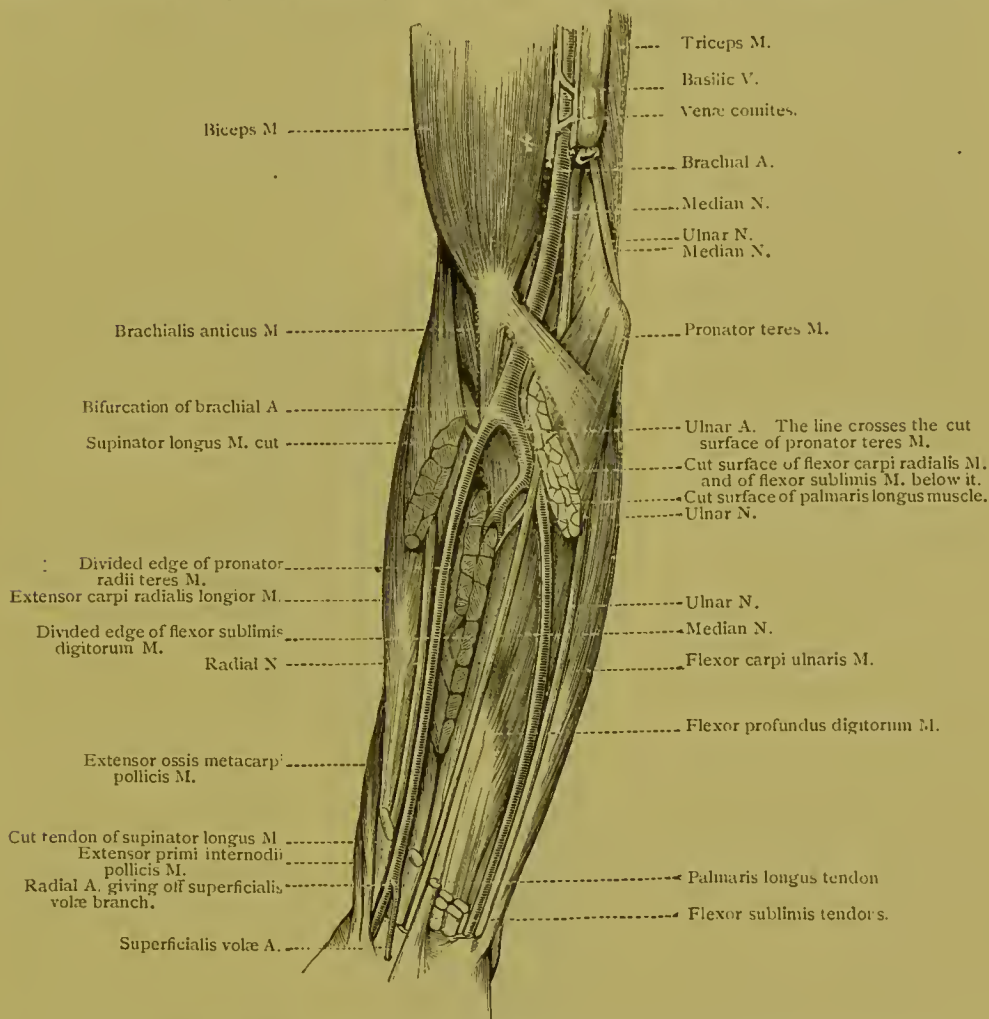 Triceps M.
Basilic V.
Venæ comites.
Biceps M
Brachial A.
Median N.
Ulnar N.
Median N.
Brachialis anticus M
Pronator teres M.
Bifurcation of brachial A
Supinator longus M. cut
Ulnar A. The line crosses the cut
surface of pronator teres M.
Cut surface of flexor carpi radialis M.
and of flexor sublimis M. below it.
Cut surface of palmaris longus muscle.
Ulnar N.
Divided edge of pronator
radii teres M.
Extensor carpi radialis longior M.
Divided edge of flexor sublimis
digitorum M.
Radial N
Ulnar N.
Median N.
Flexor carpi ulnaris M.
Flexor profundus digitorum M.
Extensor ossis metacarpi
pollicis M.
Cut tendon of supinator longus M
Extensor primi internodii
pollicis M.
Radial A. giving off superficialis
volæ branch.
Superficialis volæ A.
Palmaris longus tendon
Flexor sublimis tendors.